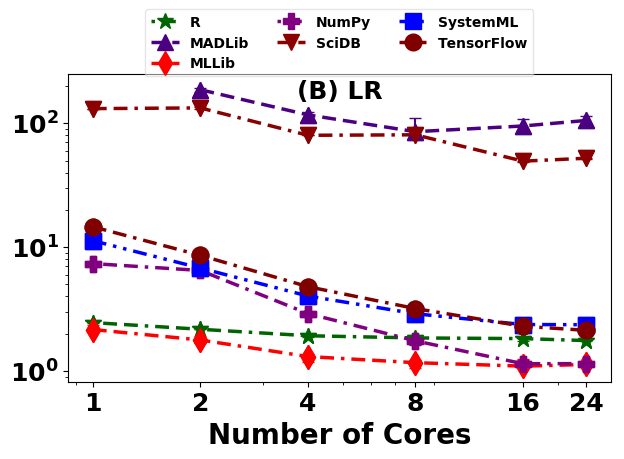 R NumPy SystemML
MADLib SciDB TensorFlow
MLLib
(B) LR
10²
10¹
10⁰
1 2 4 8 16 24
Number of Cores